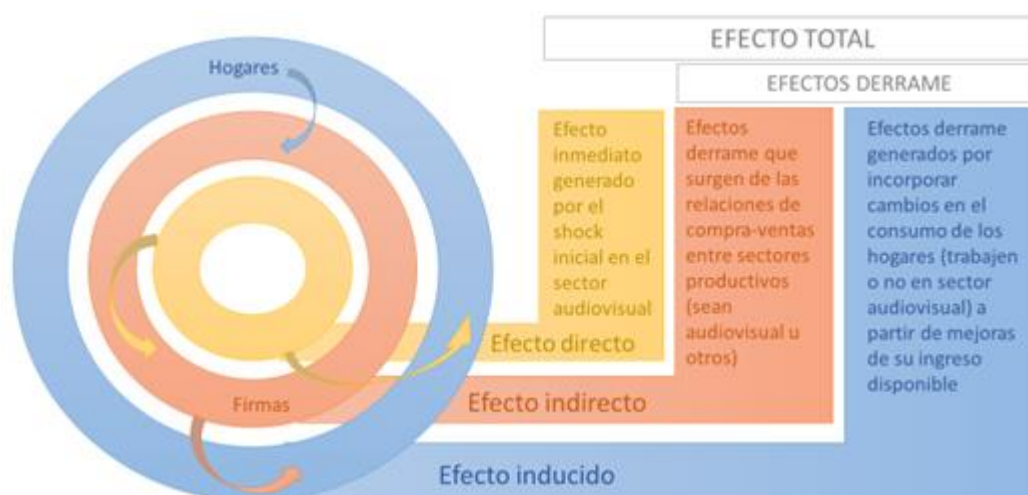 EFECTO TOTAL
EFECTOS DERRAME
Hogares
Firmas
Efecto
inmediato
generado
por el
shock
inicial en el
sector
audiovisual
Efecto directo
Efectos
derrame que
surgen de las
relaciones de
compra-ventas
entre sectores
productivos
(sean
audiovisual u
otros)
Efecto indirecto
Efectos derrame
generados por
incorporar
cambios en el
consumo de los
hogares (trabajen
o no en sector
audiovisual) a
partir de mejoras
de su ingreso
disponible
Efecto inducido